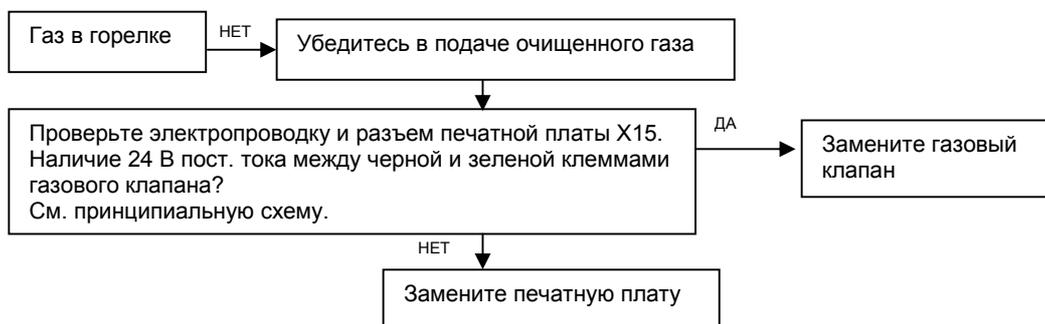 Газ в горелке
НЕТ
Убедитесь в подаче очищенного газа
Проверьте электропроводку и разъем печатной платы X15.
Наличие 24 В пост. тока между черной и зеленой клеммами
газового клапана?
См. принципиальную схему.
ДА
Замените газовый
клапан
НЕТ
Замените печатную плату